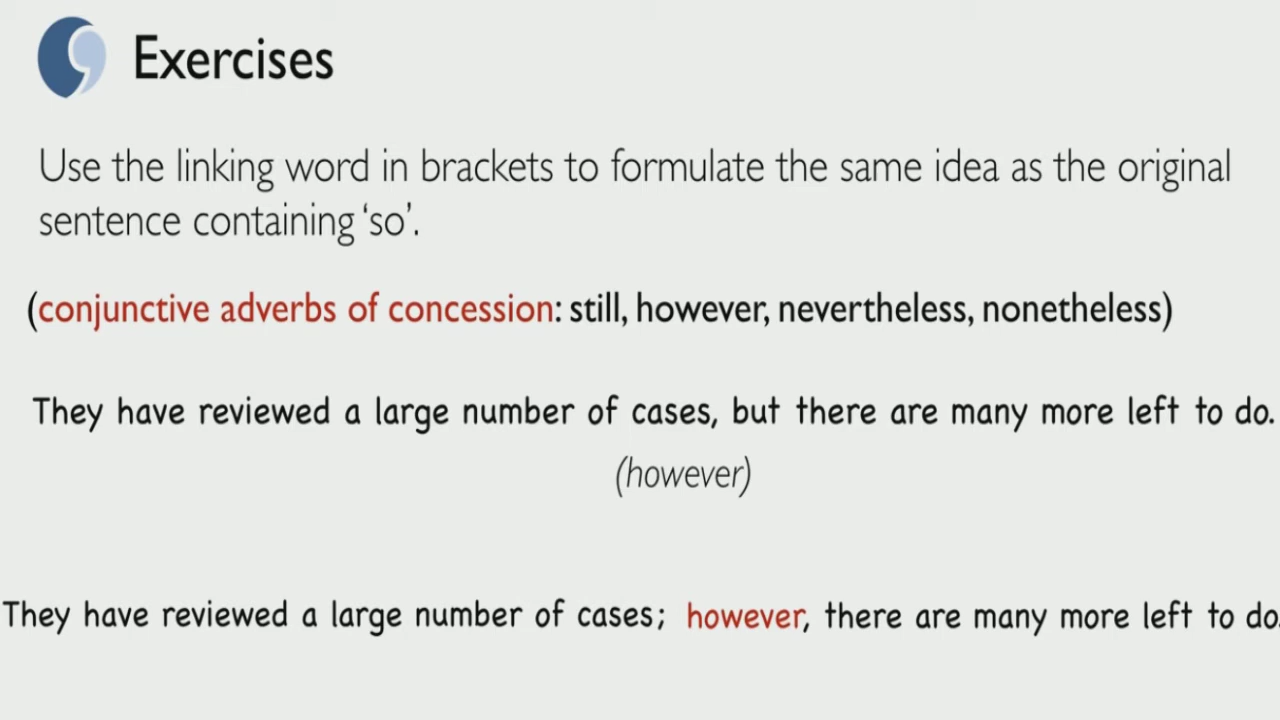 Exercises
Use the linking word in brackets to formulate the same idea as the original
sentence containing ‘so’.
(conjunctive adverbs of concession: still, however, nevertheless, nonetheless)
They have reviewed a large number of cases, but there are many more left to do.
(however)
They have reviewed a large number of cases; however, there are many more left to do.